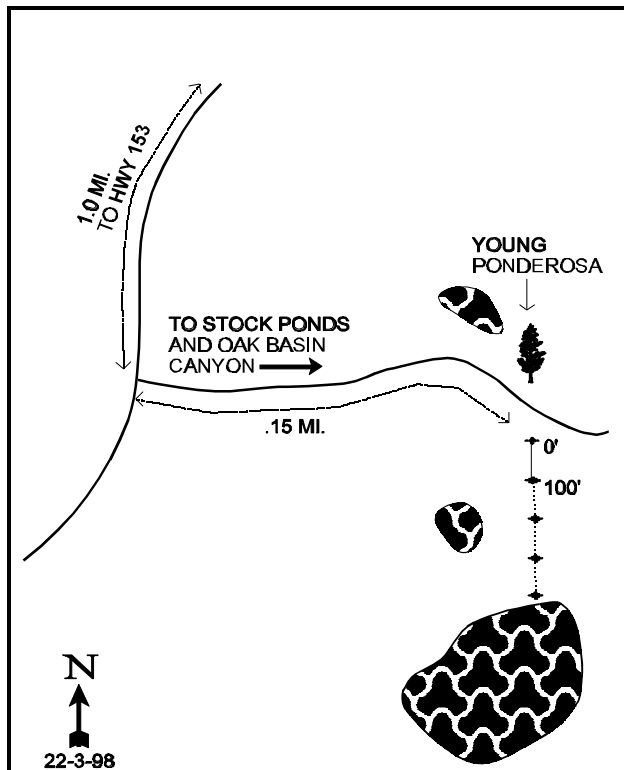 1.0 MI.
TO HWY 153
YOUNG
PONDEROSA
TO STOCK PONDS
AND OAK BASIN
CANYON
.15 MI.
0'
100'
N
22-3-98